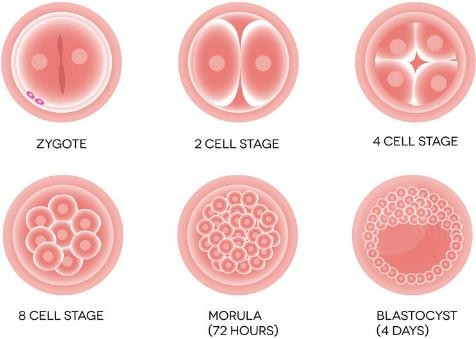 ZYGOTE
2 CELL STAGE
4 CELL STAGE
8 CELL STAGE
MORULA
(72 HOURS)
BLASTOCYST
(4 DAYS)